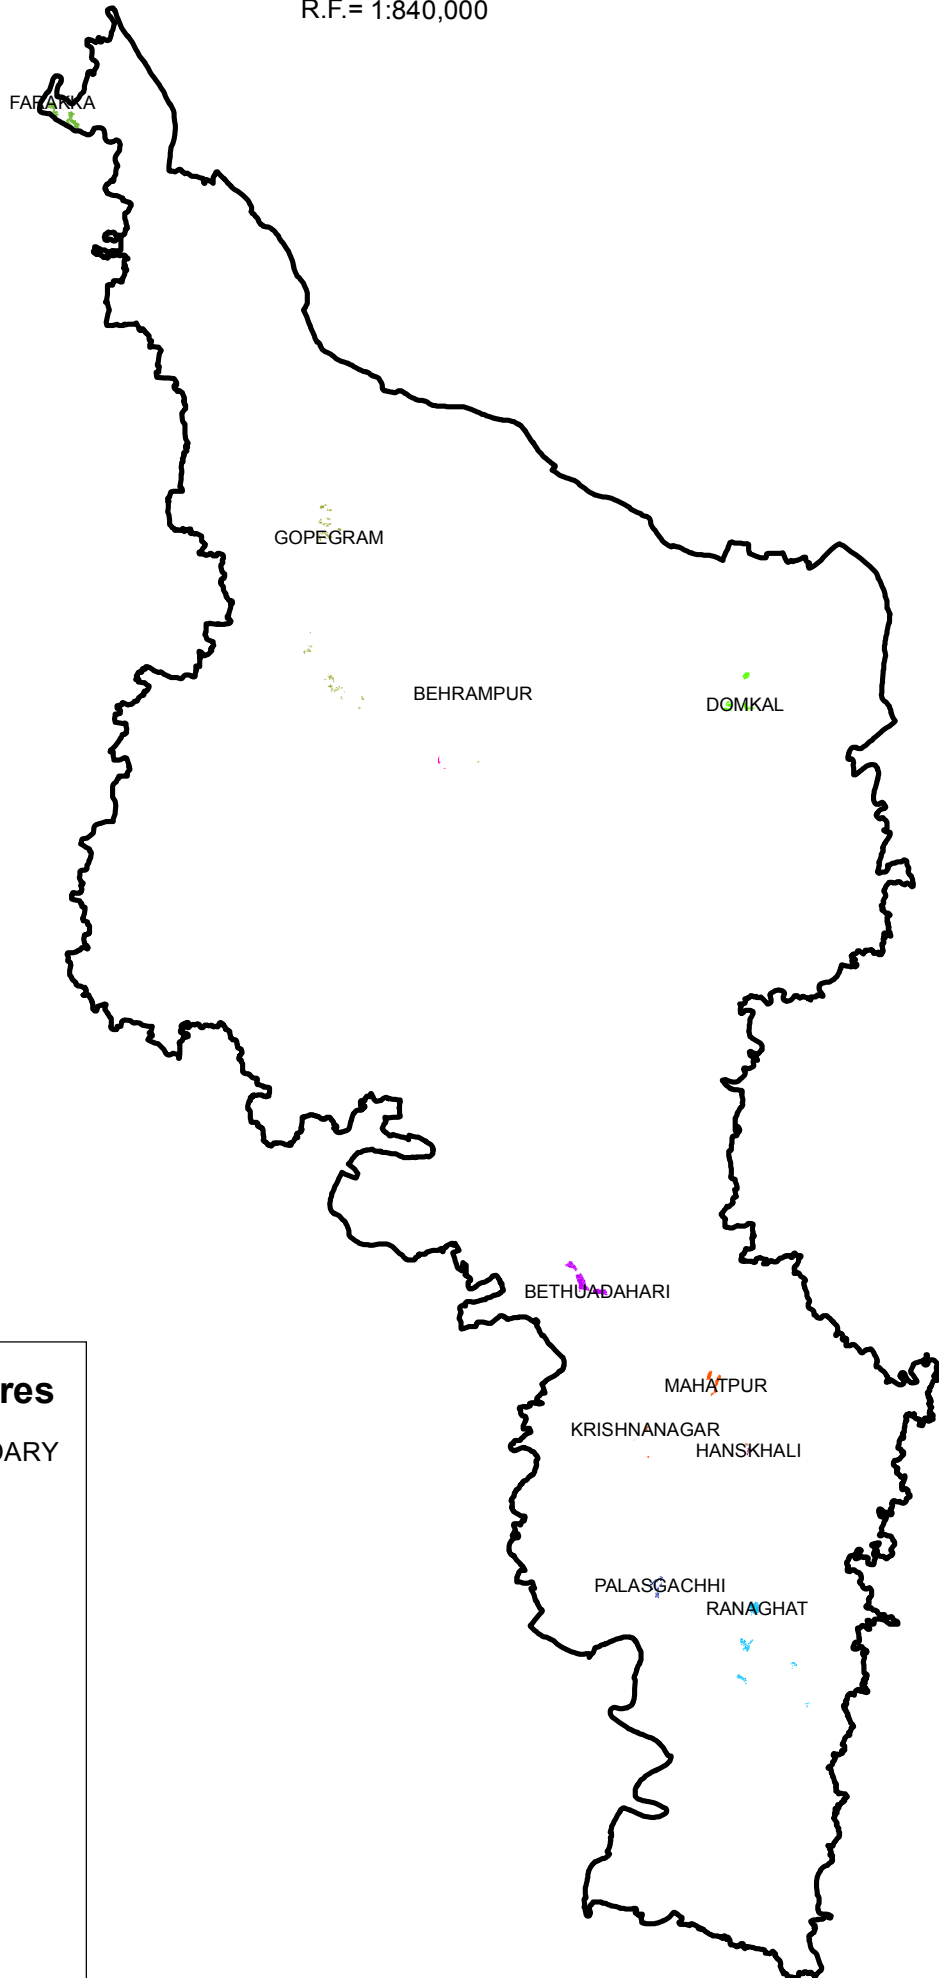 R.F.= 1:840,000
FARAKKA
GOPEGRAM
BEHRAMPUR
DOMKAL
BETHUADAHARI
res
DARY
MAHATPUR
KRISHNANAGAR
HANSKHALI
PALASGACHHI
RANAGHAT